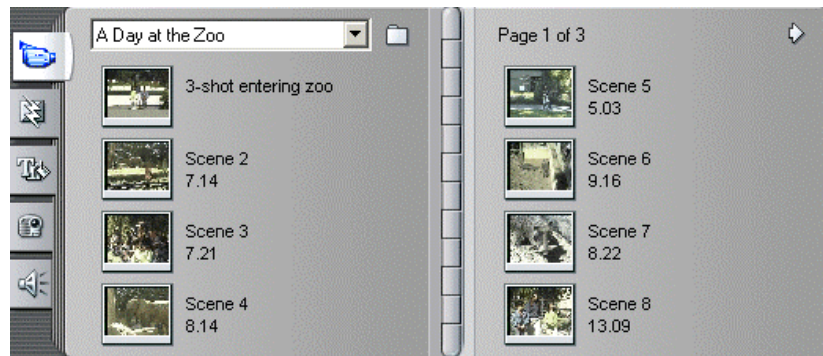 A Day at the Zoo
3-shot entering zoo
Scene 2
7.14
Scene 3
7.21
Scene 4
8.14
Page 1 of 3
Scene 5
5.03
Scene 6
9.16
Scene 7
8.22
Scene 8
13.09